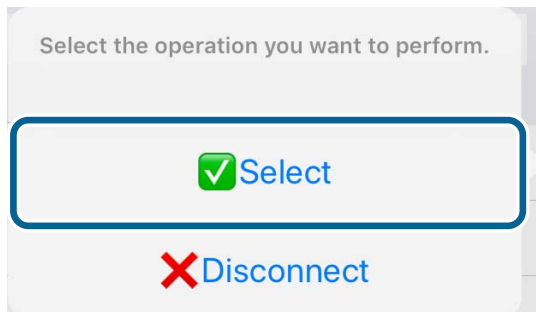 Select the operation you want to perform.
✅Select
❌Disconnect